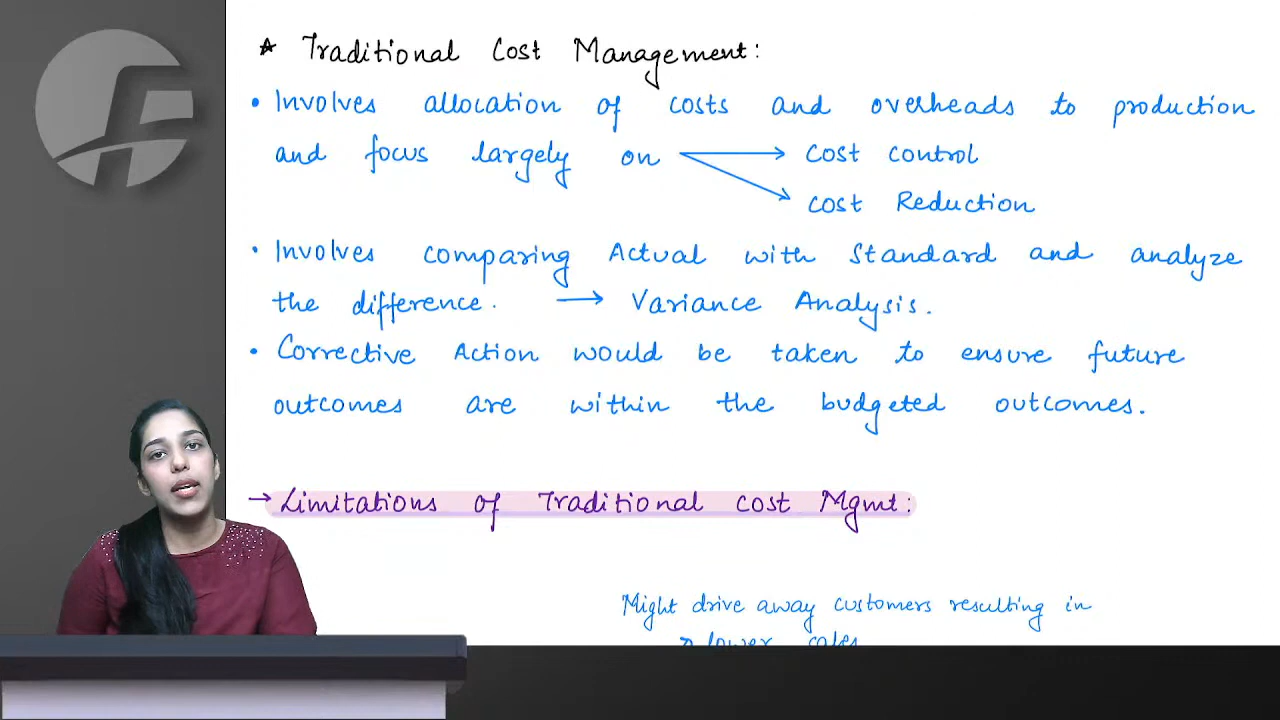 * Traditional Cost Management:
• Involves allocation of costs and overheads to production
and focus largely on → Cost control
→ Cost Reduction
• Involves comparing Actual with Standard and analyze
the difference. → Variance Analysis.
• Corrective Action would be taken to ensure future
outcomes are within the budgeted outcomes.
→ Limitations of Traditional Cost Mgmt:
Might drive away customers resulting in
→ lower sales